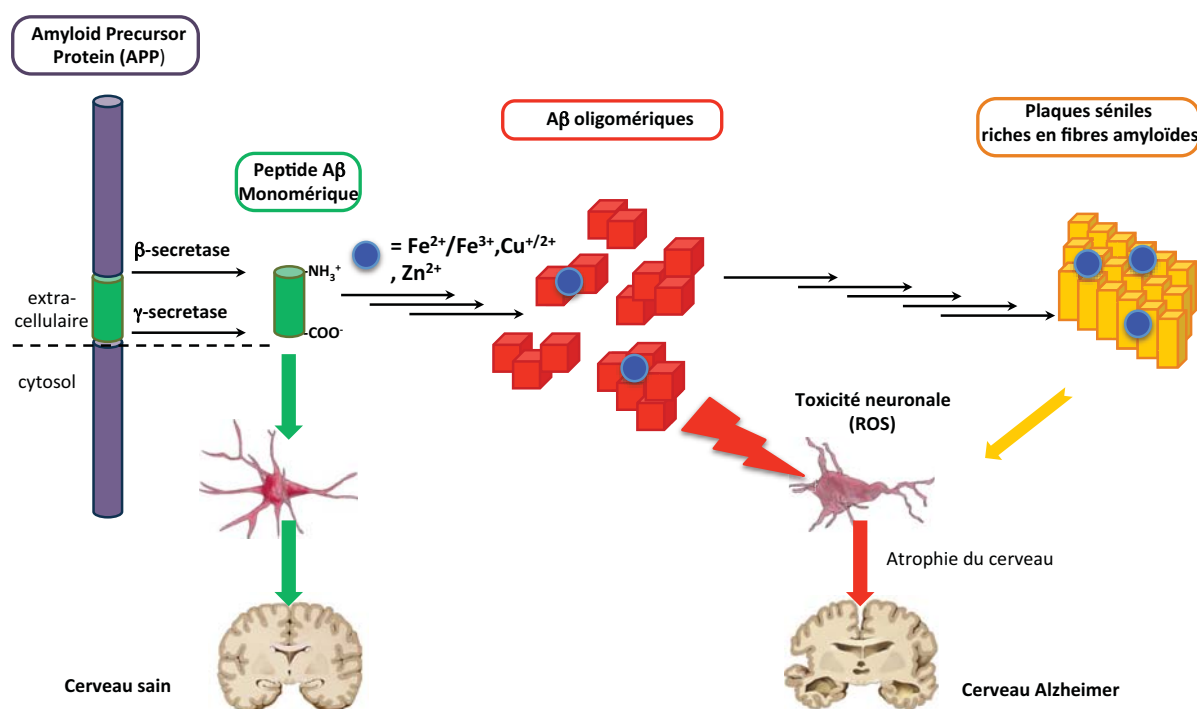 Amyloid Precursor
Protein (APP)
Aβ oligomériques
Plaques séniles
riches en fibres amyloïdes
Peptide Aβ
Monomérique
β-secretase
= Fe²⁺/Fe³⁺,Cu⁺/²⁺
, Zn²⁺
-NH₃⁺
extra-
cellulaire
γ-secretase
-COO⁻
cytosol
Toxicité neuronale
(ROS)
Atrophie du cerveau
Cerveau sain
Cerveau Alzheimer